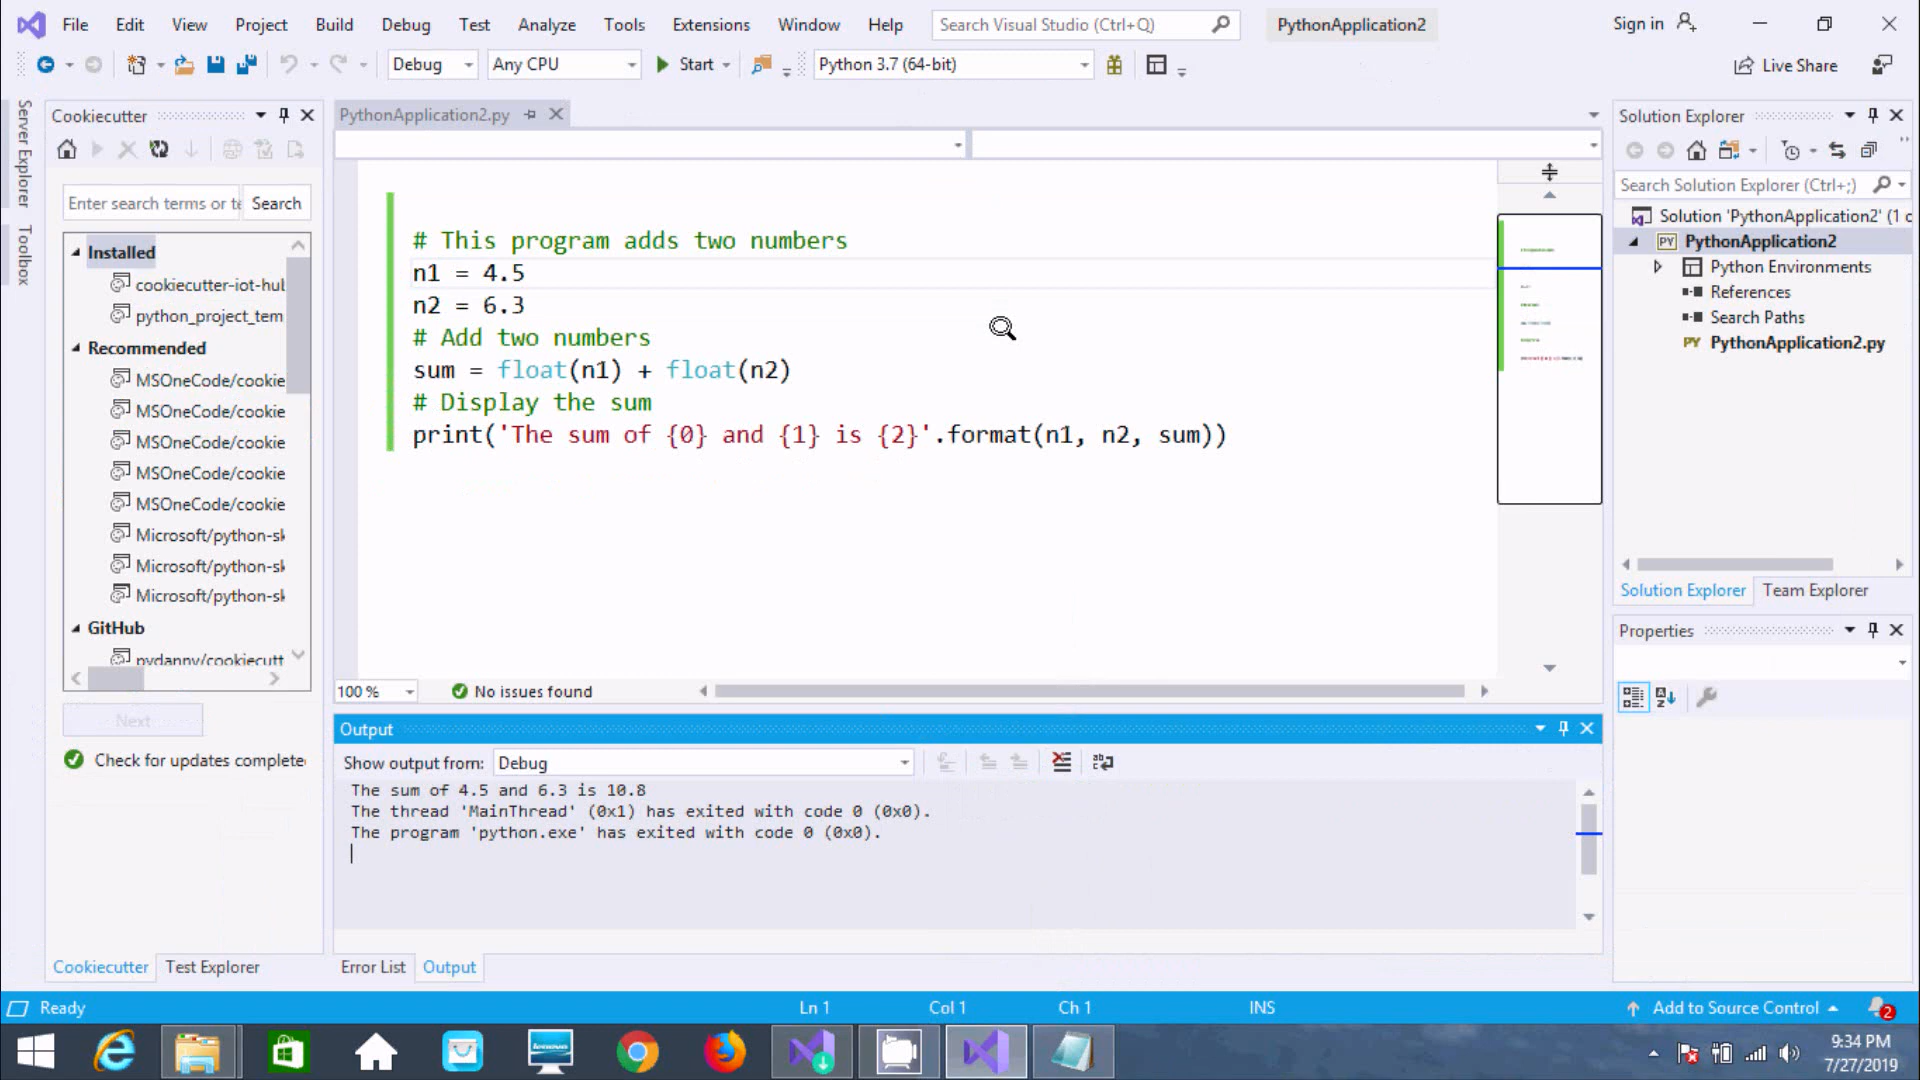 File Edit View Project Build Debug Test Analyze Tools Extensions Window Help Search Visual Studio (Ctrl+Q) PythonApplication2 Sign in
Debug Any CPU Start Python 3.7 (64-bit) Live Share
Server Explorer
Toolbox
Cookiecutter
Enter search terms or te Search
Installed
cookiecutter-iot-hul
python_project_tem
Recommended
MSOneCode/cookie
MSOneCode/cookie
MSOneCode/cookie
MSOneCode/cookie
MSOneCode/cookie
Microsoft/python-sl
Microsoft/python-sl
Microsoft/python-sl
GitHub
pydanny/cookiecutt
Next
Check for updates complete
Cookiecutter Test Explorer
PythonApplication2.py
# This program adds two numbers
n1 = 4.5
n2 = 6.3
# Add two numbers
sum = float(n1) + float(n2)
# Display the sum
print('The sum of {0} and {1} is {2}'.format(n1, n2, sum))
100 % No issues found
Output
Show output from: Debug
The sum of 4.5 and 6.3 is 10.8
The thread 'MainThread' (0x1) has exited with code 0 (0x0).
The program 'python.exe' has exited with code 0 (0x0).
Error List Output
Solution Explorer
Search Solution Explorer (Ctrl+;)
Solution 'PythonApplication2' (1 c
PY PythonApplication2
Python Environments
References
Search Paths
PY PythonApplication2.py
Solution Explorer Team Explorer
Properties
Ready Ln 1 Col 1 Ch 1 INS Add to Source Control 2
lenovo
9:34 PM
7/27/2019